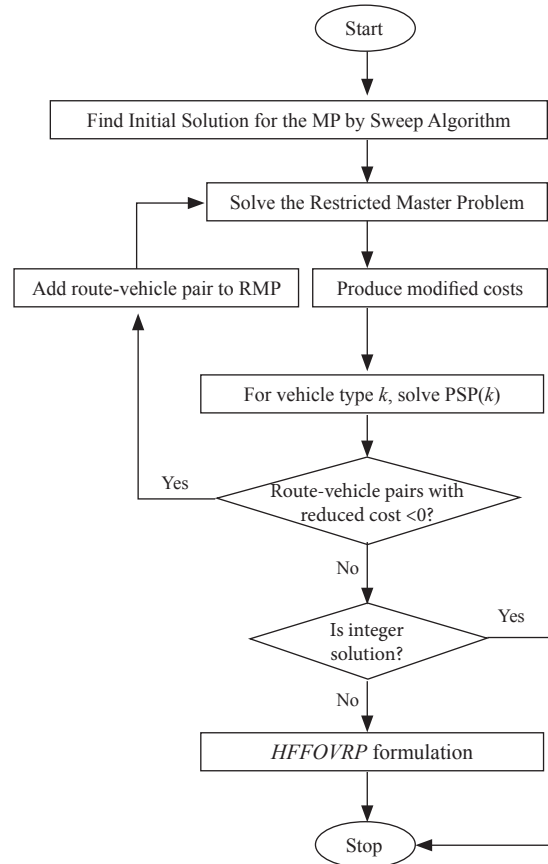 Start
Find Initial Solution for the MP by Sweep Algorithm
Solve the Restricted Master Problem
Add route-vehicle pair to RMP
Produce modified costs
For vehicle type k, solve PSP(k)
Yes
Route-vehicle pairs with
reduced cost <0?
No
Is integer
solution?
Yes
No
HFFOVRP formulation
Stop